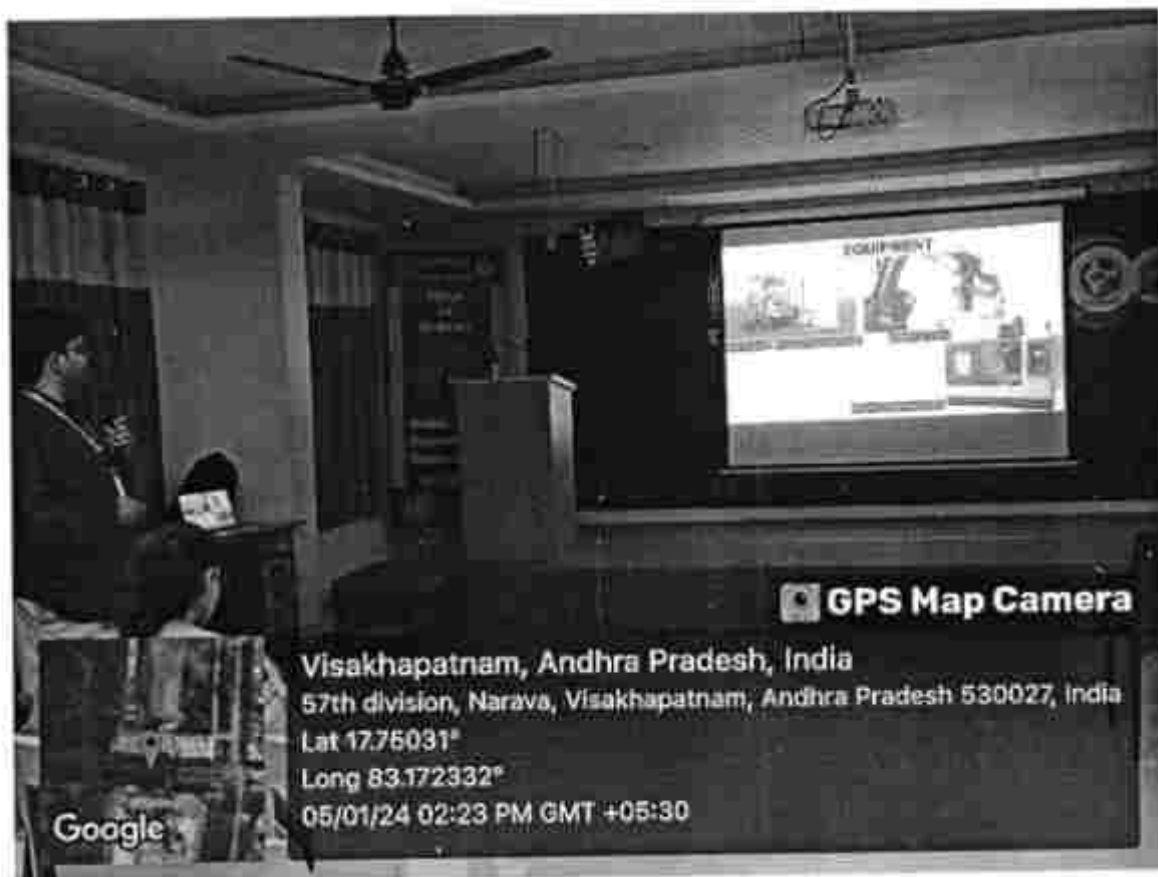 EQUIPMENT
GPS Map Camera
Visakhapatnam, Andhra Pradesh, India
57th division, Narava, Visakhapatnam, Andhra Pradesh 530027, India
Lat 17.75031°
Long 83.172332°
05/01/24 02:23 PM GMT +05:30
Google